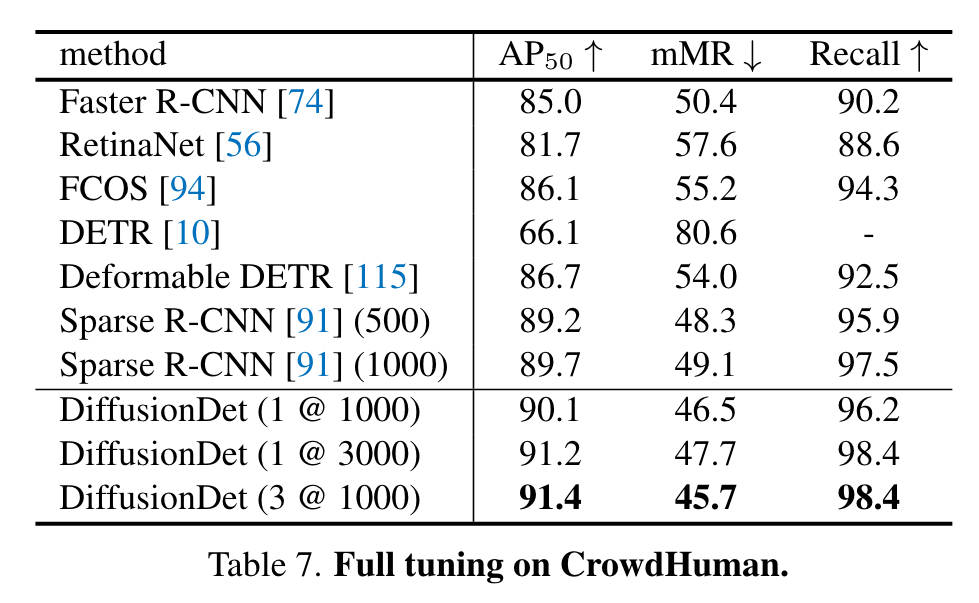 method AP50 ↑ mMR ↓ Recall ↑
Faster R-CNN [74] 85.0 50.4 90.2
RetinaNet [56] 81.7 57.6 88.6
FCOS [94] 86.1 55.2 94.3
DETR [10] 66.1 80.6 -
Deformable DETR [115] 86.7 54.0 92.5
Sparse R-CNN [91] (500) 89.2 48.3 95.9
Sparse R-CNN [91] (1000) 89.7 49.1 97.5
DiffusionDet (1 @ 1000) 90.1 46.5 96.2
DiffusionDet (1 @ 3000) 91.2 47.7 98.4
DiffusionDet (3 @ 1000) 91.4 45.7 98.4
Table 7. Full tuning on CrowdHuman.